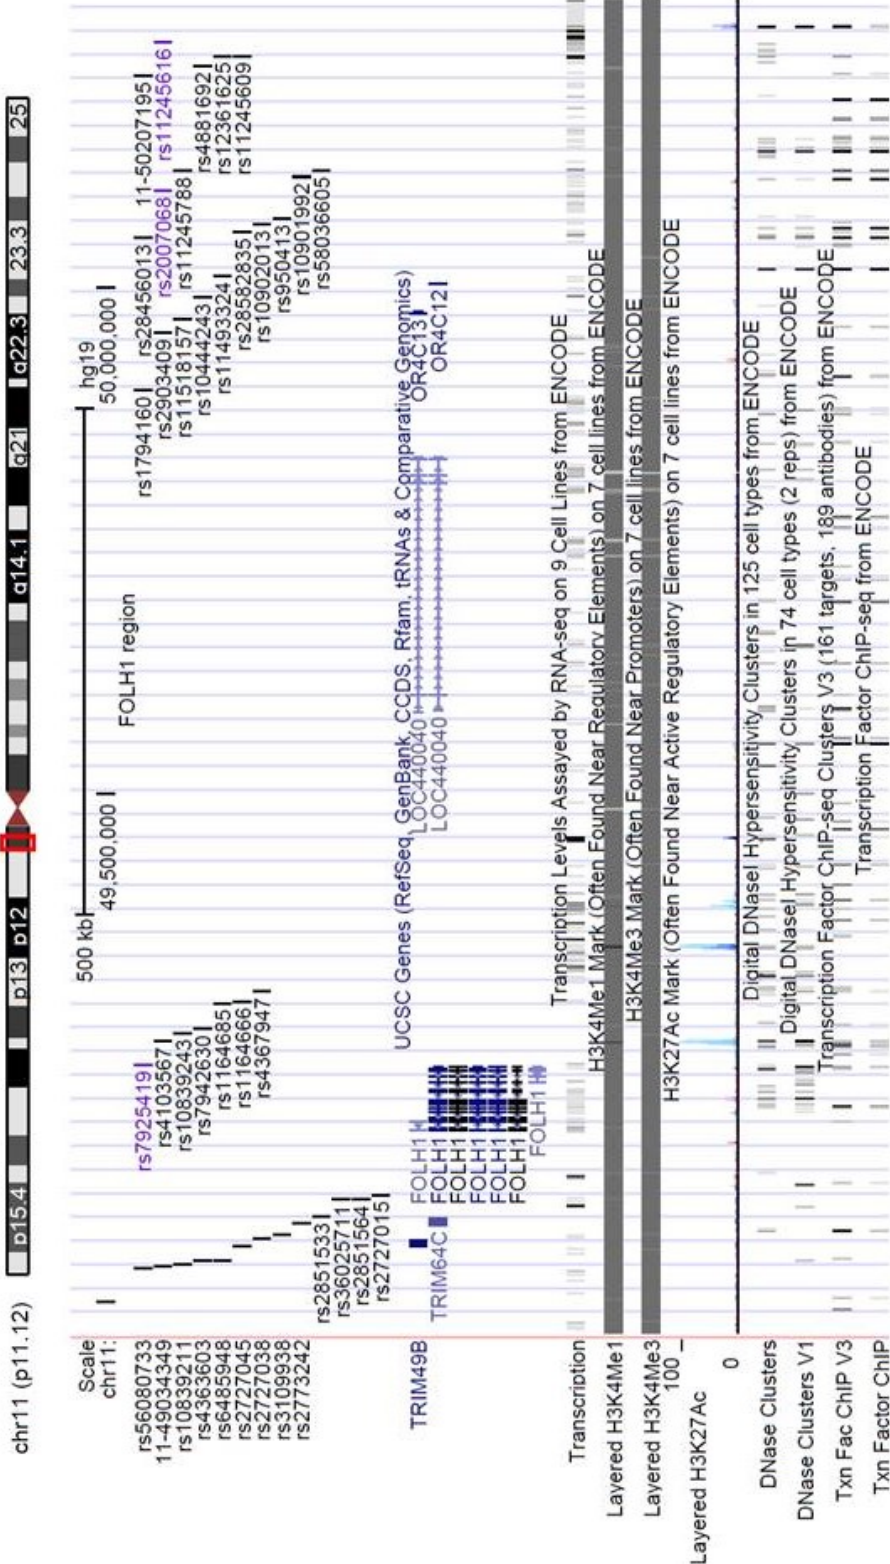 chr11 (p11.12) p15.4 p13 p12 q14.1 q21 q22.3 23.3 25
Scale 500 kb hg19
chr11: 49,500,000 50,000,000
FOLH1 region
rs56080733 rs7925419 rs1794160 rs28456013 11-50207195
11-49034349 rs4103567 rs2903409 rs2007068 rs11245616
rs10839211 rs10839243 rs11518157 rs11245788
rs4363603 rs7942630 rs10444243 rs4881692
rs6485948 rs1164685 rs11493324 rs12361625
rs2727045 rs1164666 rs28582835 rs11245609
rs2727038 rs4367947 rs10902013
rs3109938 rs950413
rs2773242 rs10901992
rs2851533 rs58036605
rs36025711
rs2851564
rs2727015
UCSC Genes (RefSeq, GenBank, CCDS, Rfam, tRNAs & Comparative Genomics)
TRIM49B FOLH1 LOC440040 OR4C13
TRIM64C FOLH1 LOC440040 OR4C12
FOLH1
FOLH1
FOLH1
FOLH1
FOLH1
Transcription Levels Assayed by RNA-seq on 9 Cell Lines from ENCODE
Transcription
H3K4Me1 Mark (Often Found Near Regulatory Elements) on 7 cell lines from ENCODE
Layered H3K4Me1
H3K4Me3 Mark (Often Found Near Promoters) on 7 cell lines from ENCODE
Layered H3K4Me3
H3K27Ac Mark (Often Found Near Active Regulatory Elements) on 7 cell lines from ENCODE
100
Layered H3K27Ac
0
Digital DNaseI Hypersensitivity Clusters in 125 cell types from ENCODE
DNase Clusters
Digital DNaseI Hypersensitivity Clusters in 74 cell types (2 reps) from ENCODE
DNase Clusters V1
Transcription Factor ChIP-seq Clusters V3 (161 targets, 189 antibodies) from ENCODE
Txn Fac ChIP V3
Transcription Factor ChIP-seq from ENCODE
Txn Factor ChIP